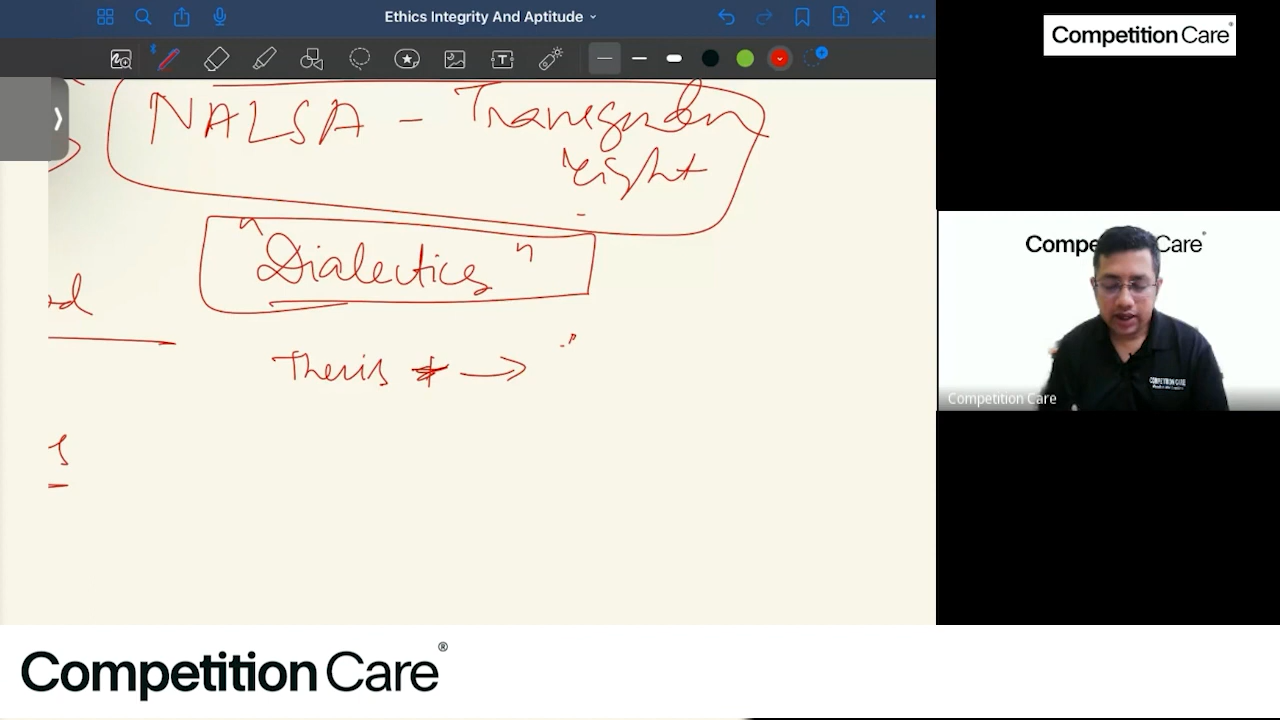 Ethics Integrity And Aptitude
Competition Care®
NALSA - Transgender
right
"Dialectics"
Thesis →
Competition Care®
Competition Care
Competition Care®